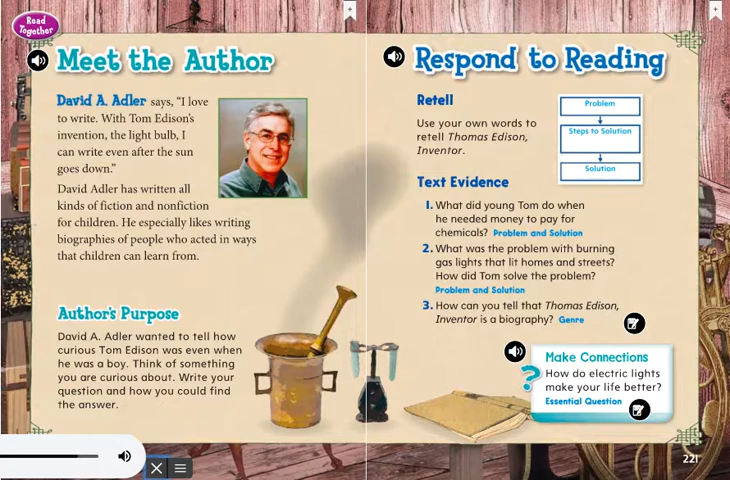 Read
Together
Meet the Author
David A. Adler says, “I love
to write. With Tom Edison’s
invention, the light bulb, I
can write even after the sun
goes down.”
David Adler has written all
kinds of fiction and nonfiction
for children. He especially likes writing
biographies of people who acted in ways
that children can learn from.
Author’s Purpose
David A. Adler wanted to tell how
curious Tom Edison was even when
he was a boy. Think of something
you are curious about. Write your
question and how you could find
the answer.
Respond to Reading
Retell
Use your own words to
retell Thomas Edison,
Inventor.
Problem
Steps to Solution
Solution
Text Evidence
1. What did young Tom do when
he needed money to pay for
chemicals? Problem and Solution
2. What was the problem with burning
gas lights that lit homes and streets?
How did Tom solve the problem?
Problem and Solution
3. How can you tell that Thomas Edison,
Inventor is a biography? Genre
?
Make Connections
How do electric lights
make your life better?
Essential Question
221